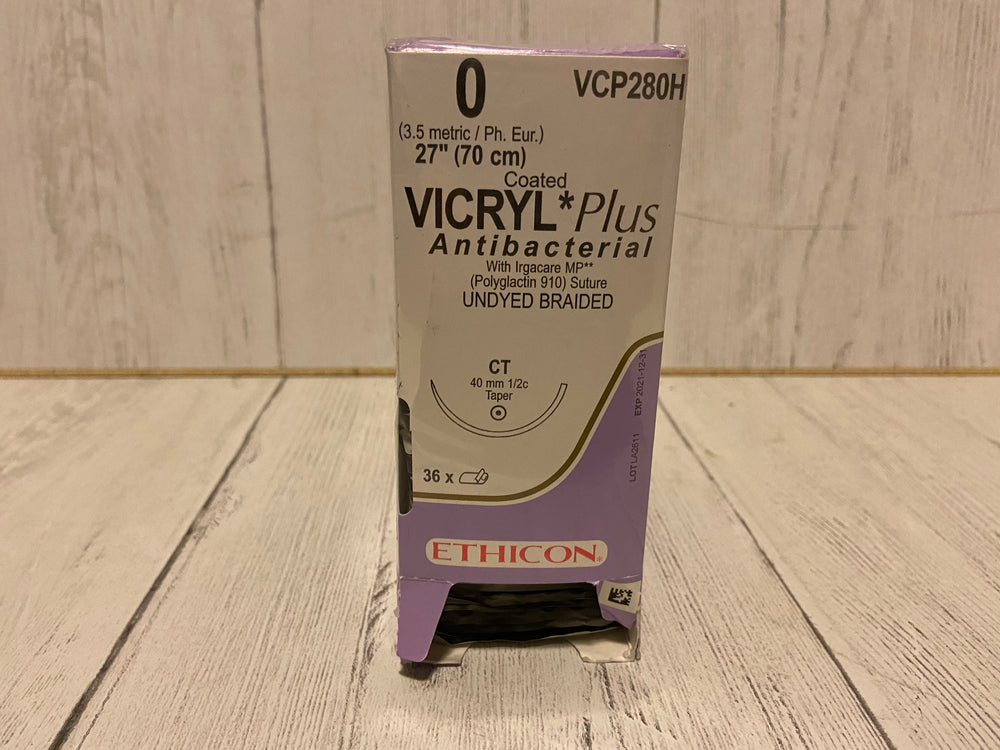 0
VCP280H
(3.5 metric / Ph. Eur.)
27" (70 cm)
Coated
VICRYL*Plus
Antibacterial
With Irgacare MP**
(Polyglactin 910) Suture
UNDYED BRAIDED
CT
40 mm 1/2c
Taper
36 x
EXP 2021-12-31
LOT LA2611
ETHICON*